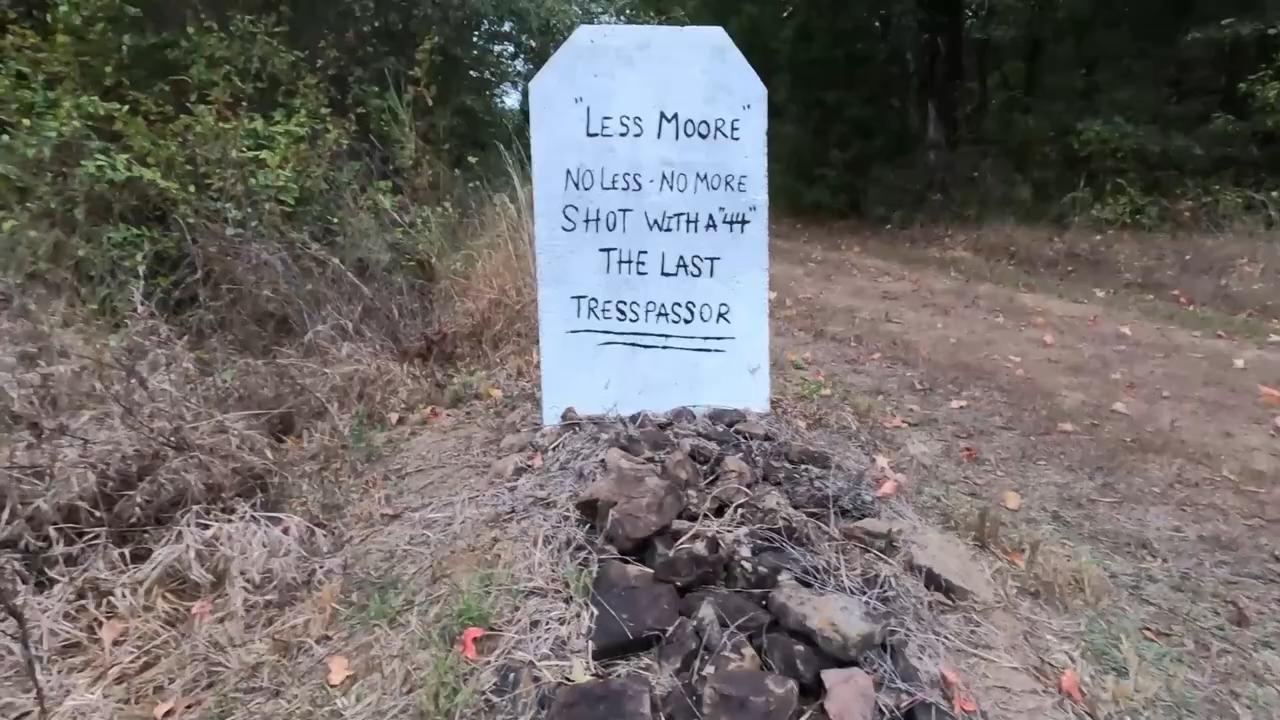 "LESS MOORE"
NO LESS - NO MORE
SHOT WITH A "44"
THE LAST
TRESSPASSOR